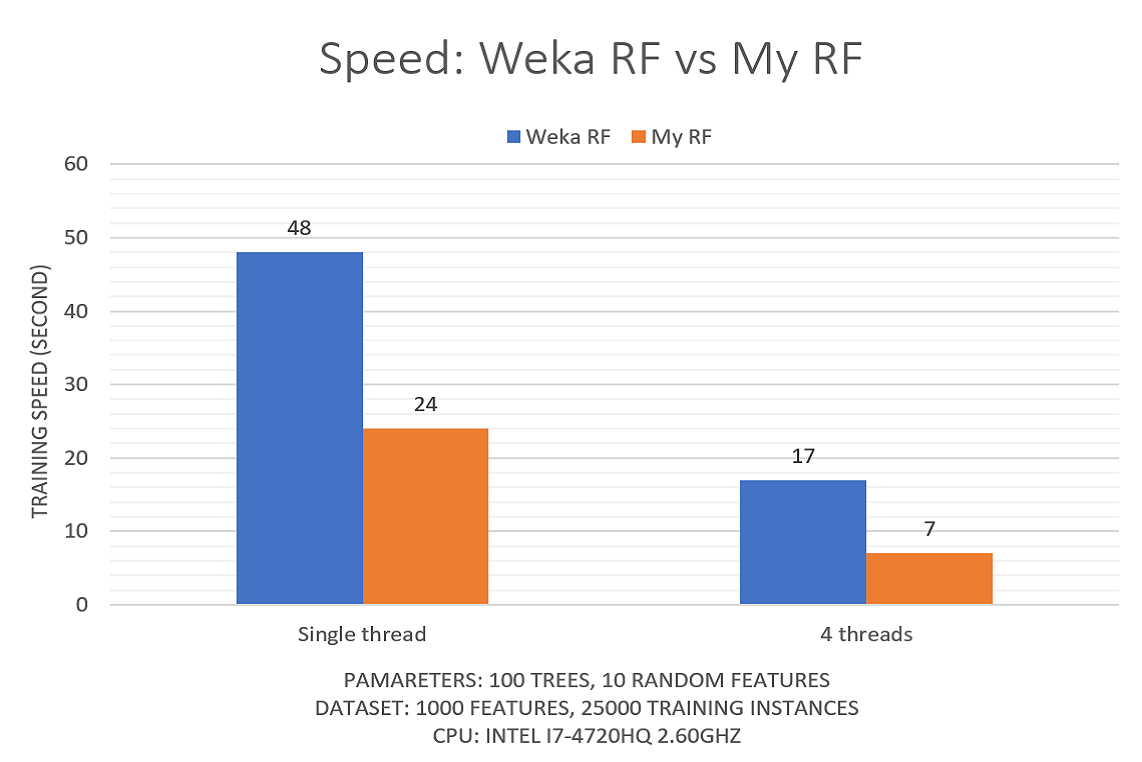 Speed: Weka RF vs My RF
Weka RF My RF
60
50
40
30
20
10
0
TRAINING SPEED (SECOND)
48
24
17
7
Single thread
4 threads
PAMARETERS: 100 TREES, 10 RANDOM FEATURES
DATASET: 1000 FEATURES, 25000 TRAINING INSTANCES
CPU: INTEL I7-4720HQ 2.60GHZ